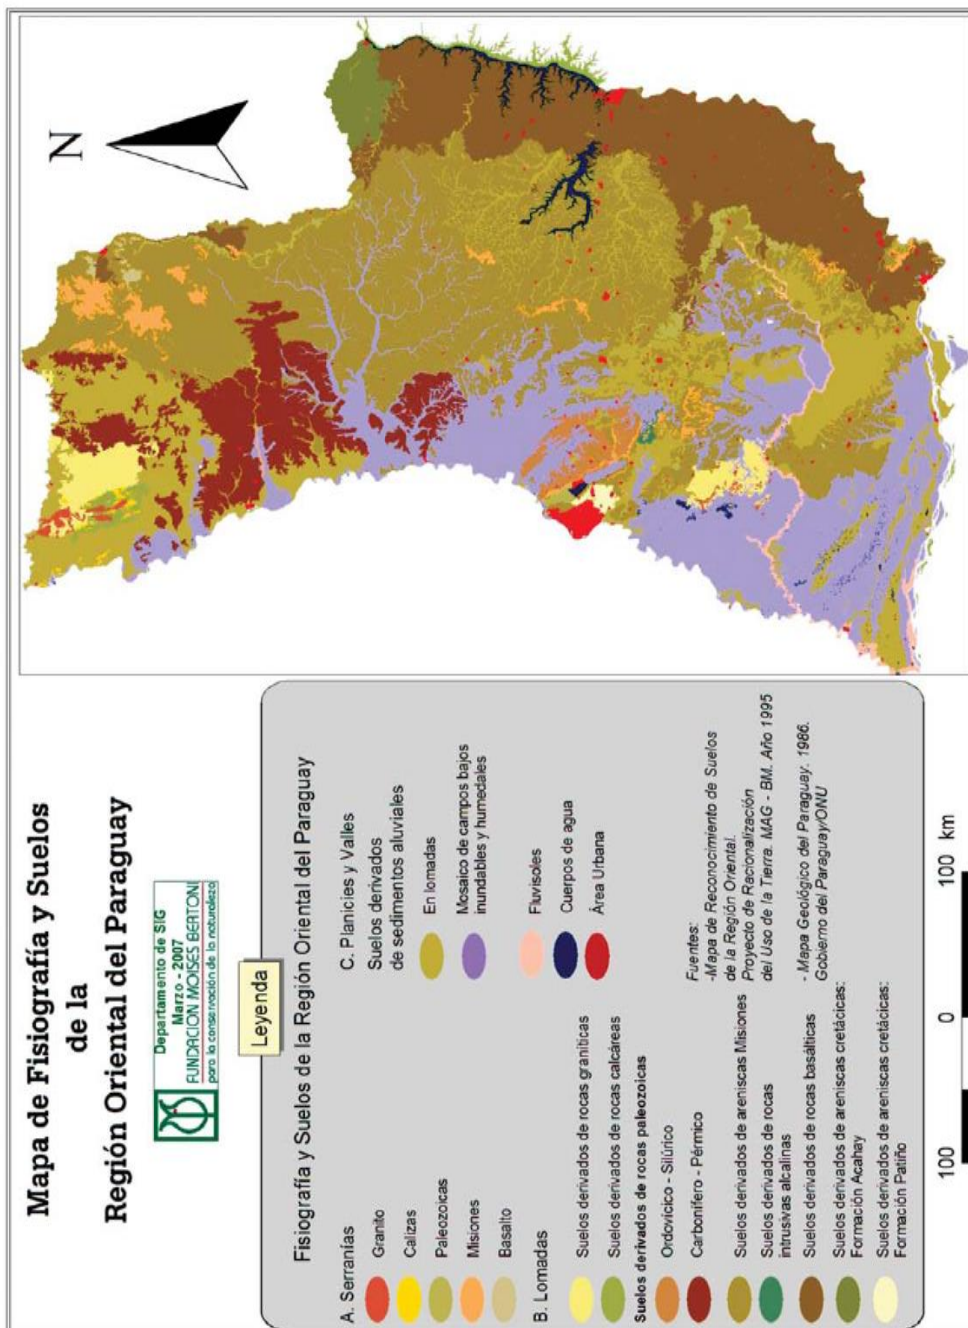 Mapa de Fisiografía y Suelos
de la
Región Oriental del Paraguay
Departamento de SIG
Marzo - 2007
FUNDACION MOISES BERTONI
para la conservación de la naturaleza
Leyenda
Fisiografía y Suelos de la Región Oriental del Paraguay
A. Serranías
Granito
Calizas
Paleozoicas
Misiones
Basalto
B. Lomadas
Suelos derivados de rocas graníticas
Suelos derivados de rocas calcáreas
Suelos derivados de rocas paleozoicas
Ordovícico - Silúrico
Carbonífero - Pérmico
Suelos derivados de areniscas Misiones
Suelos derivados de rocas
intrusivas alcalinas
Suelos derivados de rocas basálticas
Suelos derivados de areniscas cretácicas:
Formación Acahay
Suelos derivados de areniscas cretácicas:
Formación Patiño
C. Planicies y Valles
Suelos derivados
de sedimentos aluviales
En lomadas
Mosaico de campos bajos
inundables y humedales
Fluvisoles
Cuerpos de agua
Área Urbana
Fuentes:
-Mapa de Reconocimiento de Suelos
de la Región Oriental.
Proyecto de Racionalización
del Uso de la Tierra. MAG - BM. Año 1995
- Mapa Geológico del Paraguay. 1986.
Gobierno del Paraguay/ONU
100 0 100 km
N